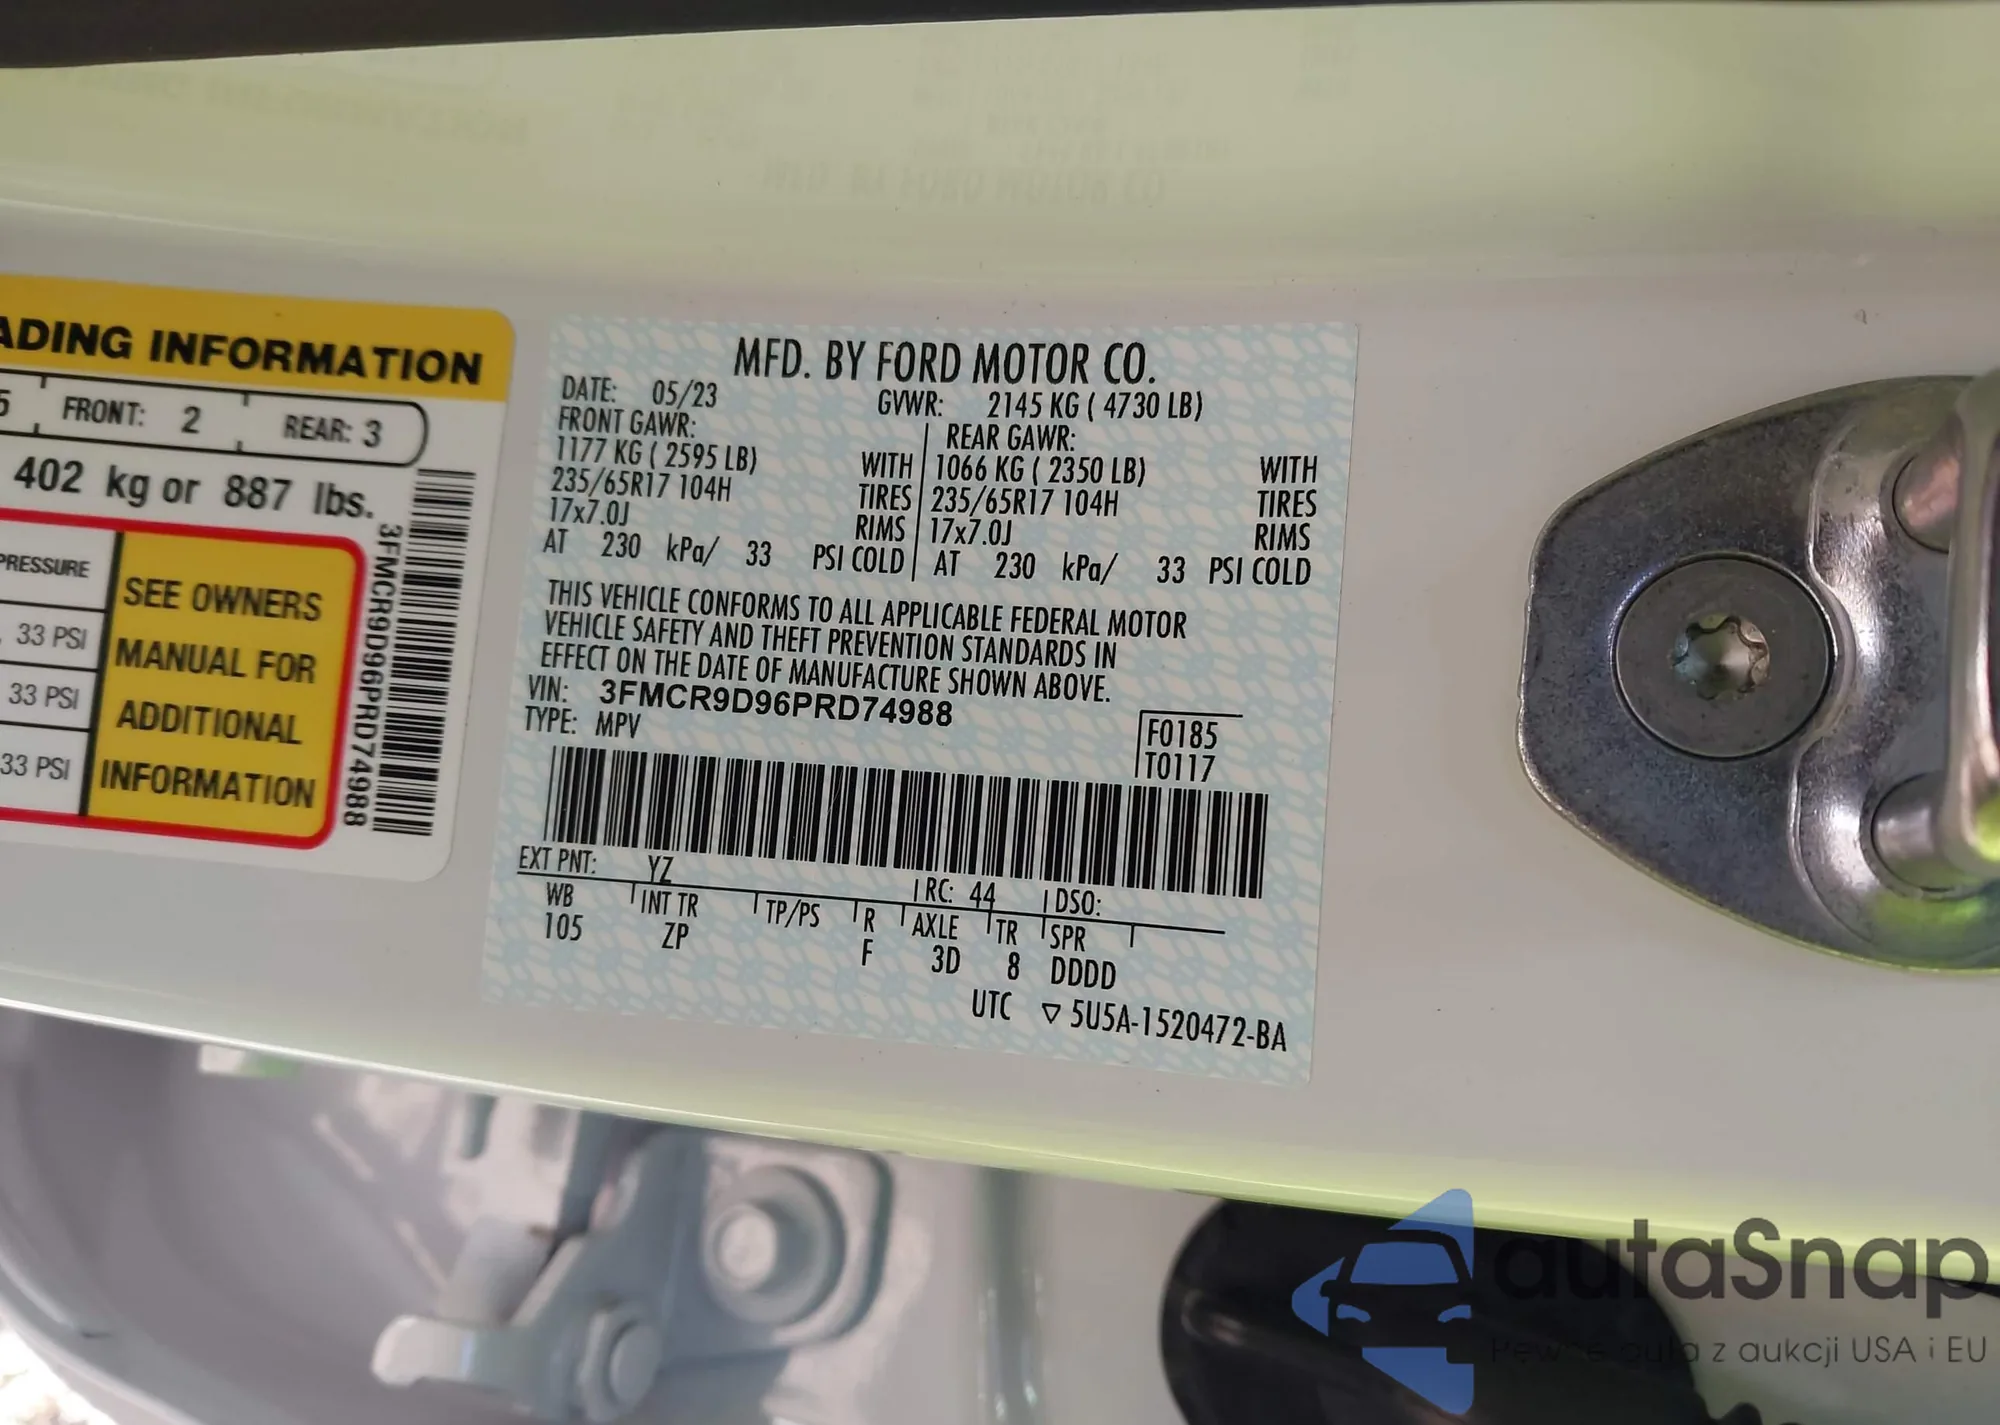 ADING INFORMATION
5 FRONT: 2 REAR: 3
402 kg or 887 lbs.
PRESSURE
33 PSI
33 PSI
33 PSI
SEE OWNERS
MANUAL FOR
ADDITIONAL
INFORMATION
3FMCR9D96PRD74988
MFD. BY FORD MOTOR CO.
DATE: 05/23 GVWR: 2145 KG ( 4730 LB)
FRONT GAWR: REAR GAWR:
1177 KG ( 2595 LB) WITH 1066 KG ( 2350 LB) WITH
235/65R17 104H TIRES 235/65R17 104H TIRES
17x7.0J RIMS 17x7.0J RIMS
AT 230 kPa/ 33 PSI COLD AT 230 kPa/ 33 PSI COLD
THIS VEHICLE CONFORMS TO ALL APPLICABLE FEDERAL MOTOR
VEHICLE SAFETY AND THEFT PREVENTION STANDARDS IN
EFFECT ON THE DATE OF MANUFACTURE SHOWN ABOVE.
VIN: 3FMCR9D96PRD74988
TYPE: MPV
F0185
T0117
EXT PNT: YZ RC: 44 DSO:
WB INT TR TP/PS R AXLE TR SPR
105 ZP F 3D 8 DDDD
UTC ▽ 5U5A-1520472-BA
autaSnap
Pewne auta z aukcji USA i EU